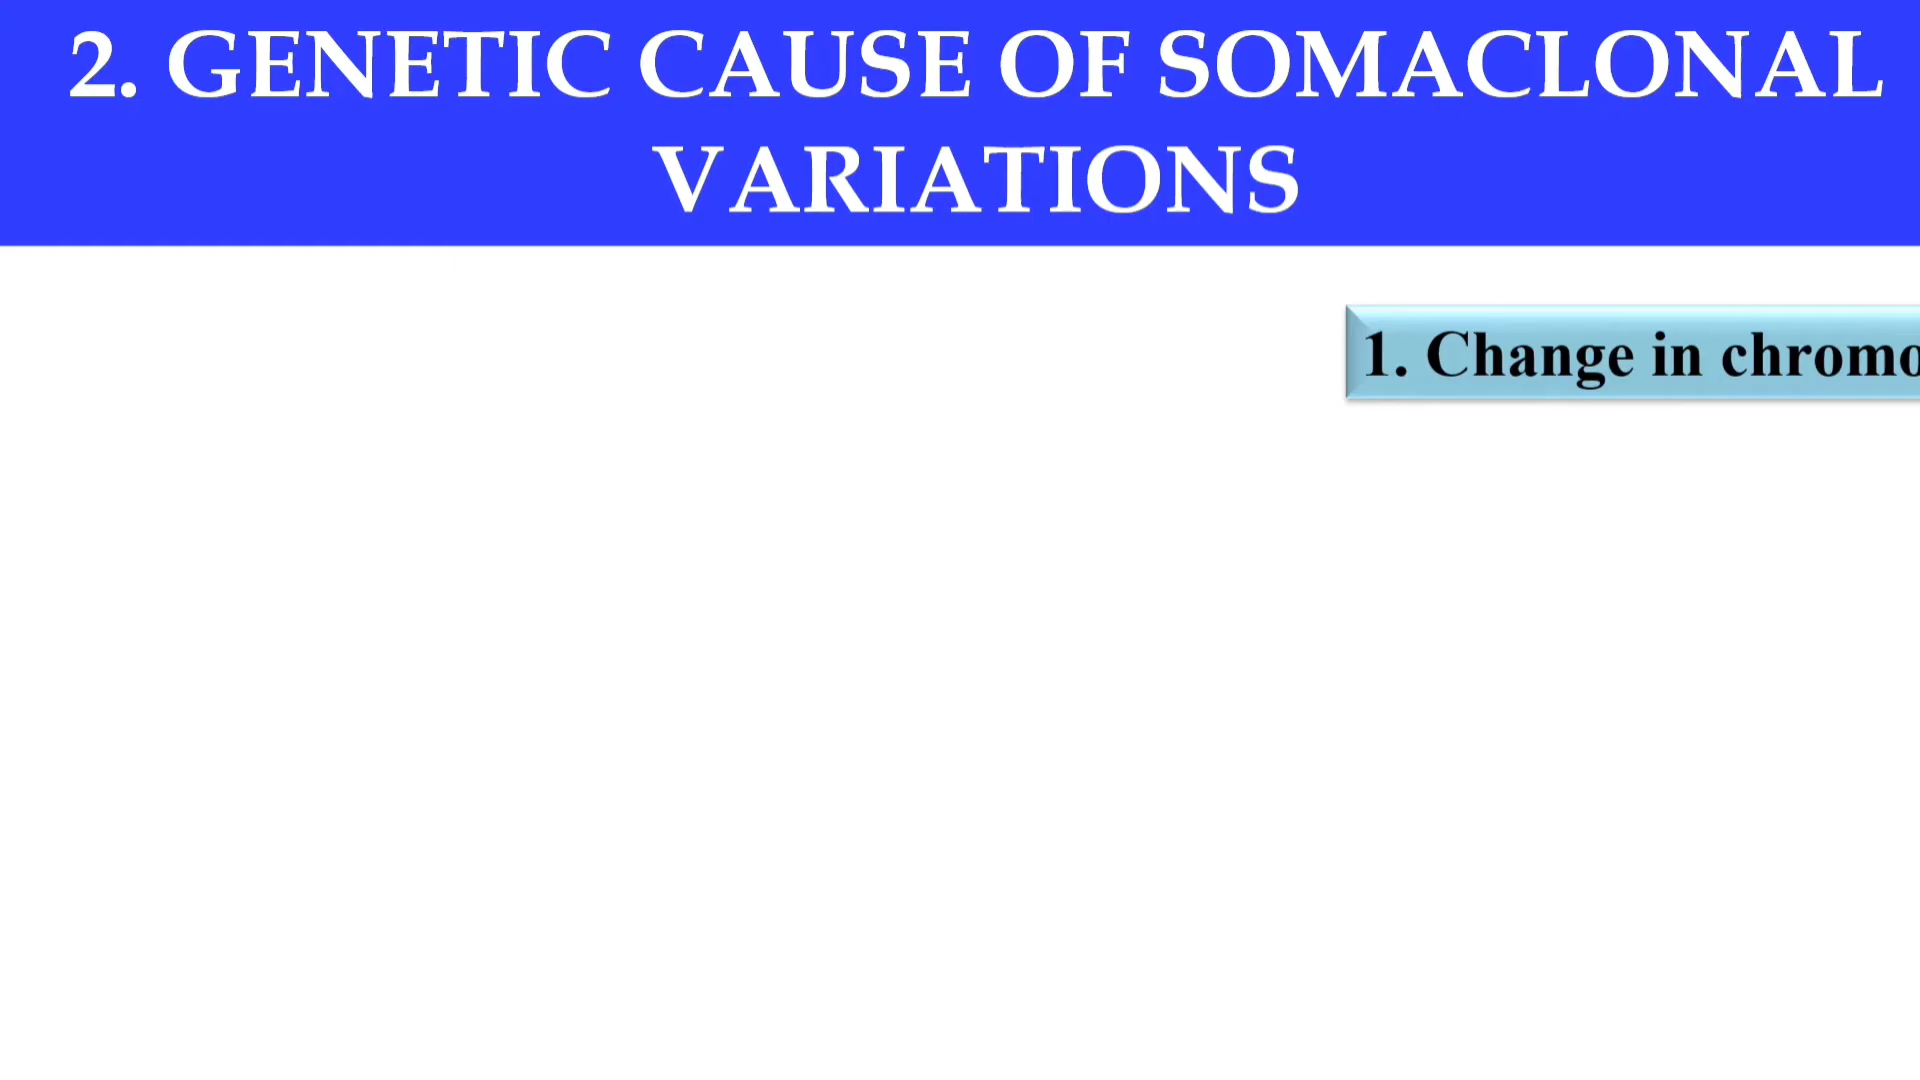 2. GENETIC CAUSE OF SOMACLONAL
VARIATIONS
1. Change in